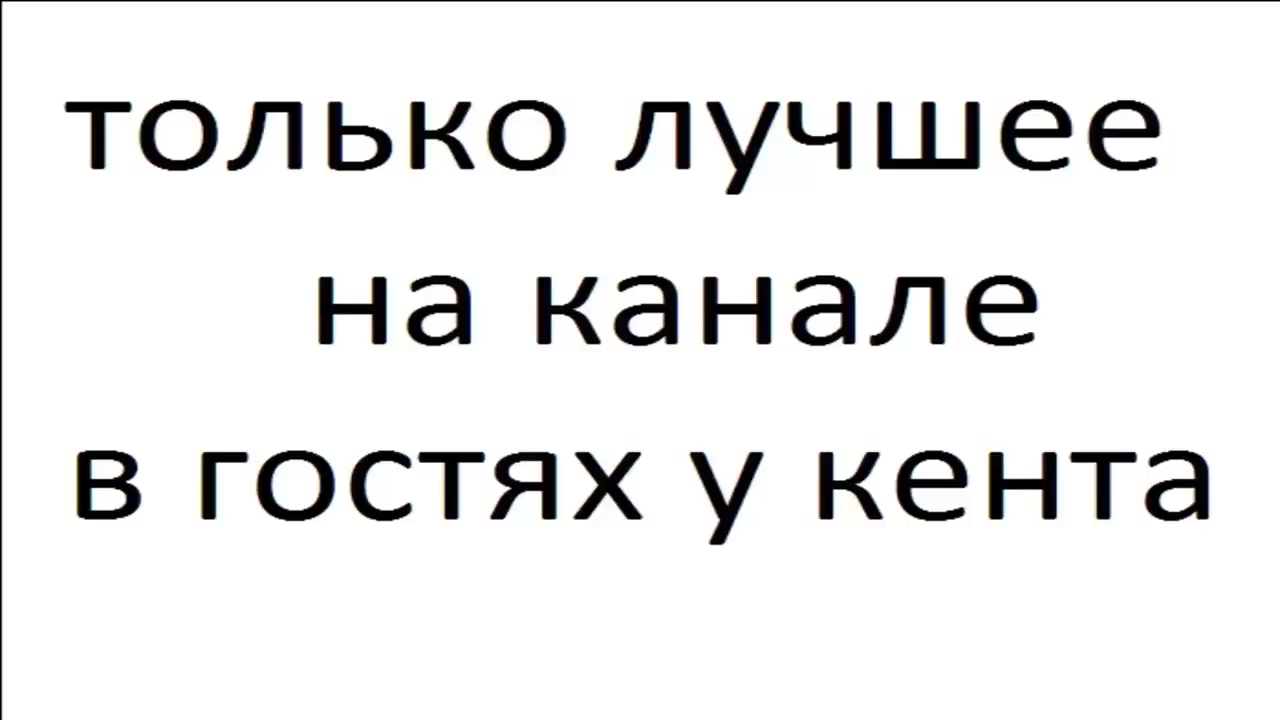 только лучшее
на канале
в гостях у кента